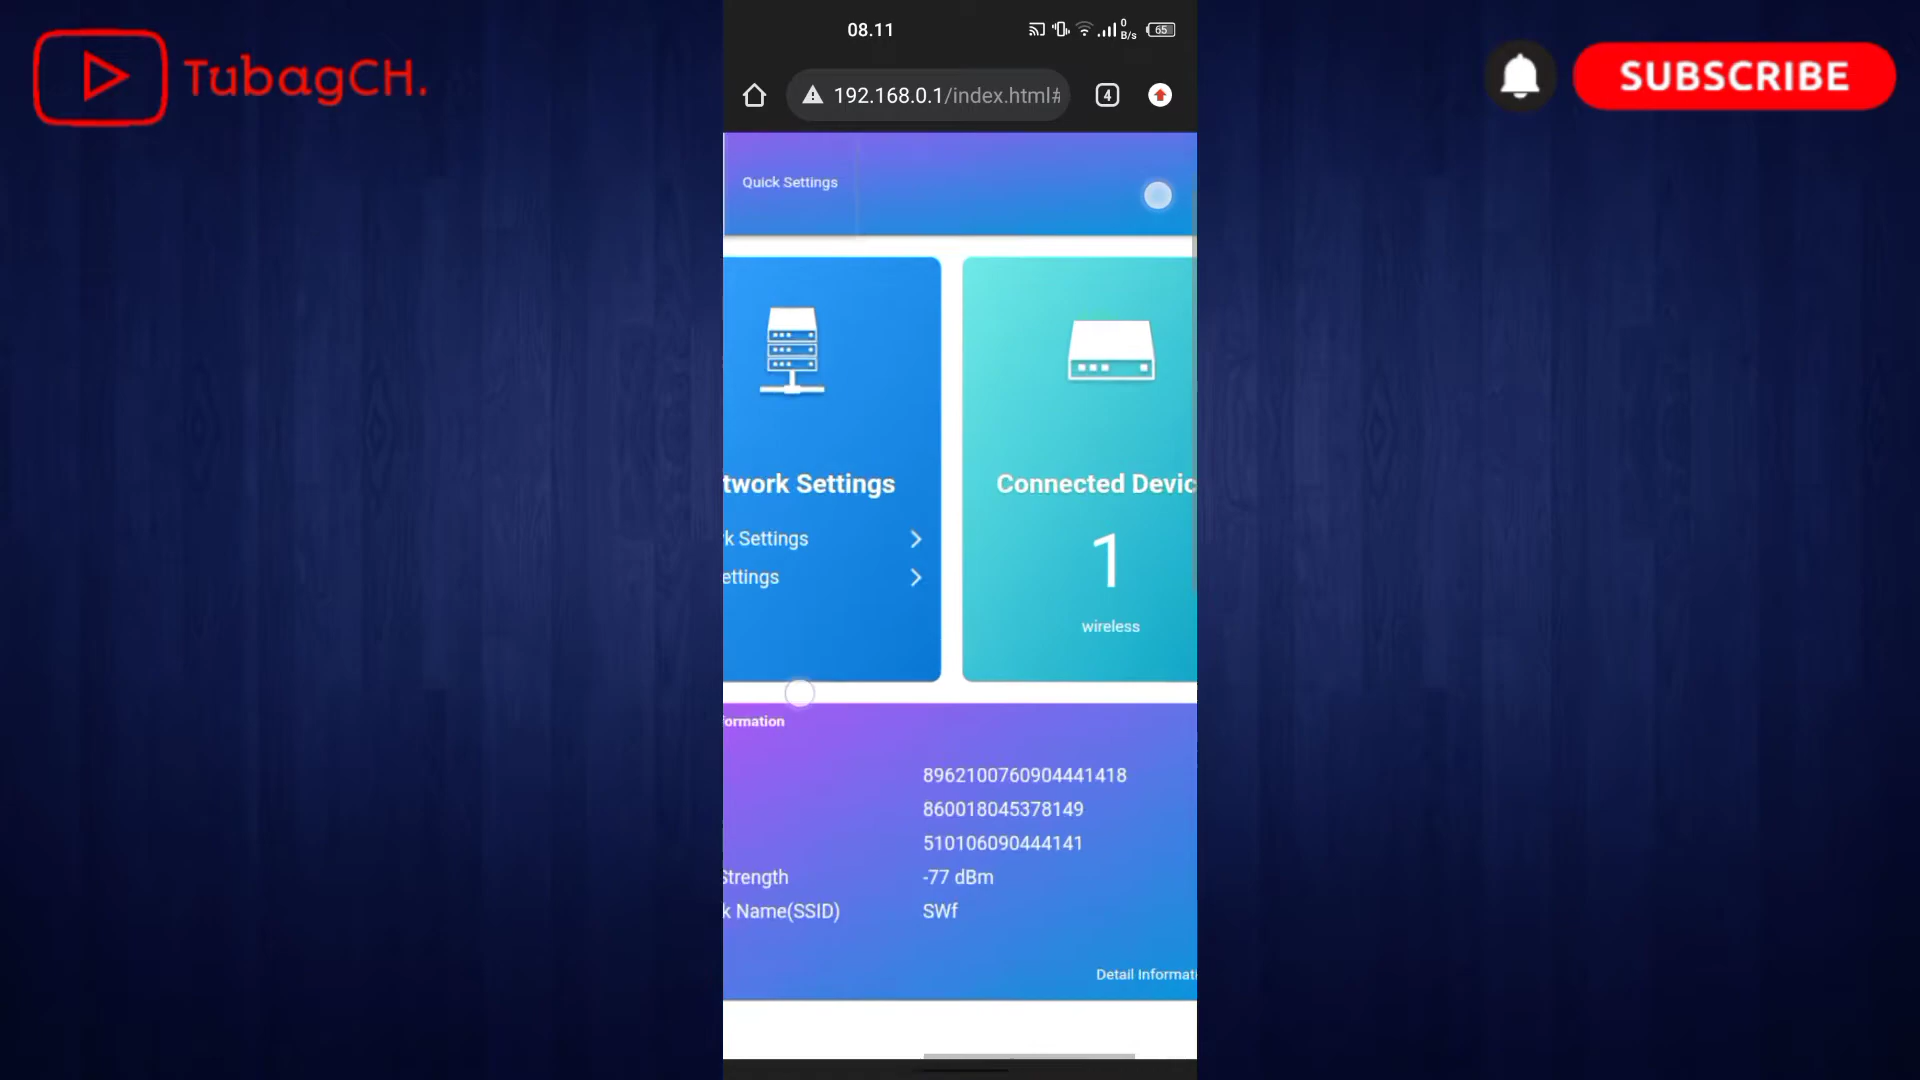 TubagCH.
SUBSCRIBE
08.11
0
B/s
65
192.168.0.1/index.html#
4
Quick Settings
twork Settings
k Settings
ettings
Connected Devic
1
wireless
formation
8962100760904441418
860018045378149
510106090444141
Strength
-77 dBm
k Name(SSID)
SWf
Detail Informati